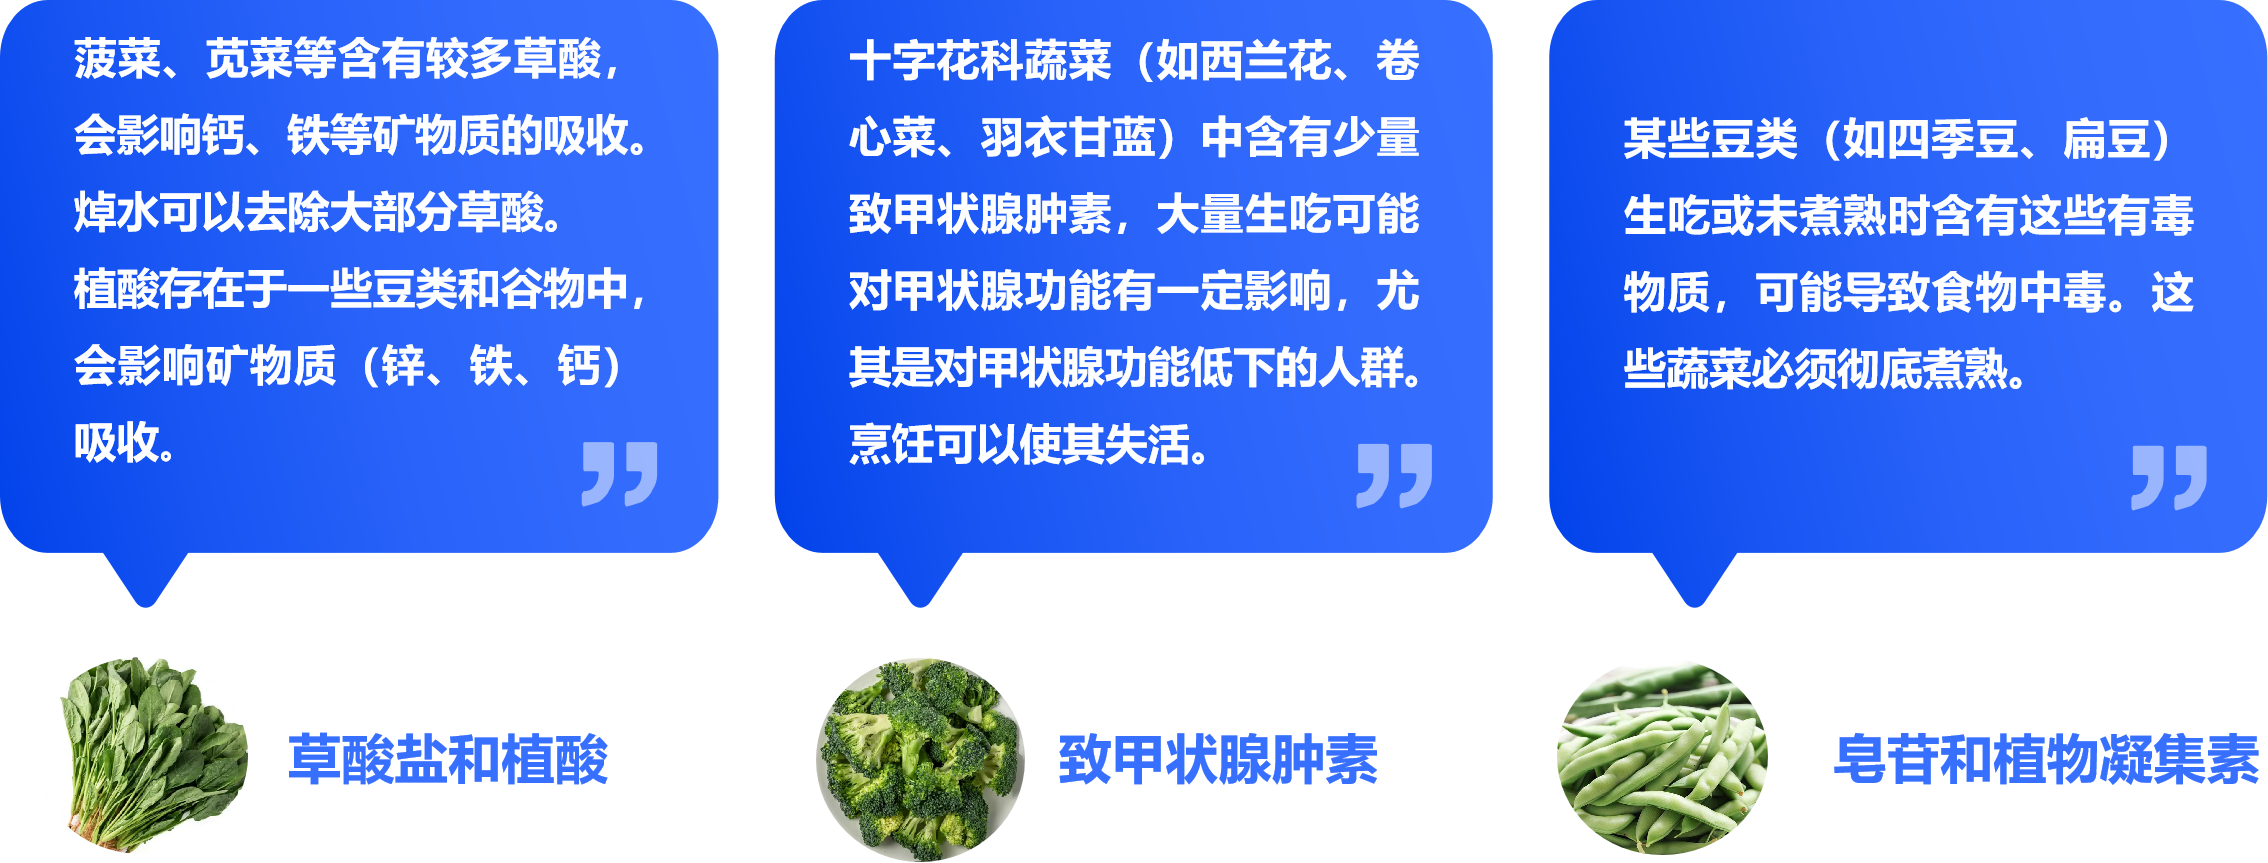 菠菜、苋菜等含有较多草酸，
会影响钙、铁等矿物质的吸收。
焯水可以去除大部分草酸。
植酸存在于一些豆类和谷物中，
会影响矿物质（锌、铁、钙）
吸收。
草酸盐和植酸
十字花科蔬菜（如西兰花、卷
心菜、羽衣甘蓝）中含有少量
致甲状腺肿素，大量生吃可能
对甲状腺功能有一定影响，尤
其是对甲状腺功能低下的人群。
烹饪可以使其失活。
致甲状腺肿素
某些豆类（如四季豆、扁豆）
生吃或未煮熟时含有这些有毒
物质，可能导致食物中毒。这
些蔬菜必须彻底煮熟。
皂苷和植物凝集素